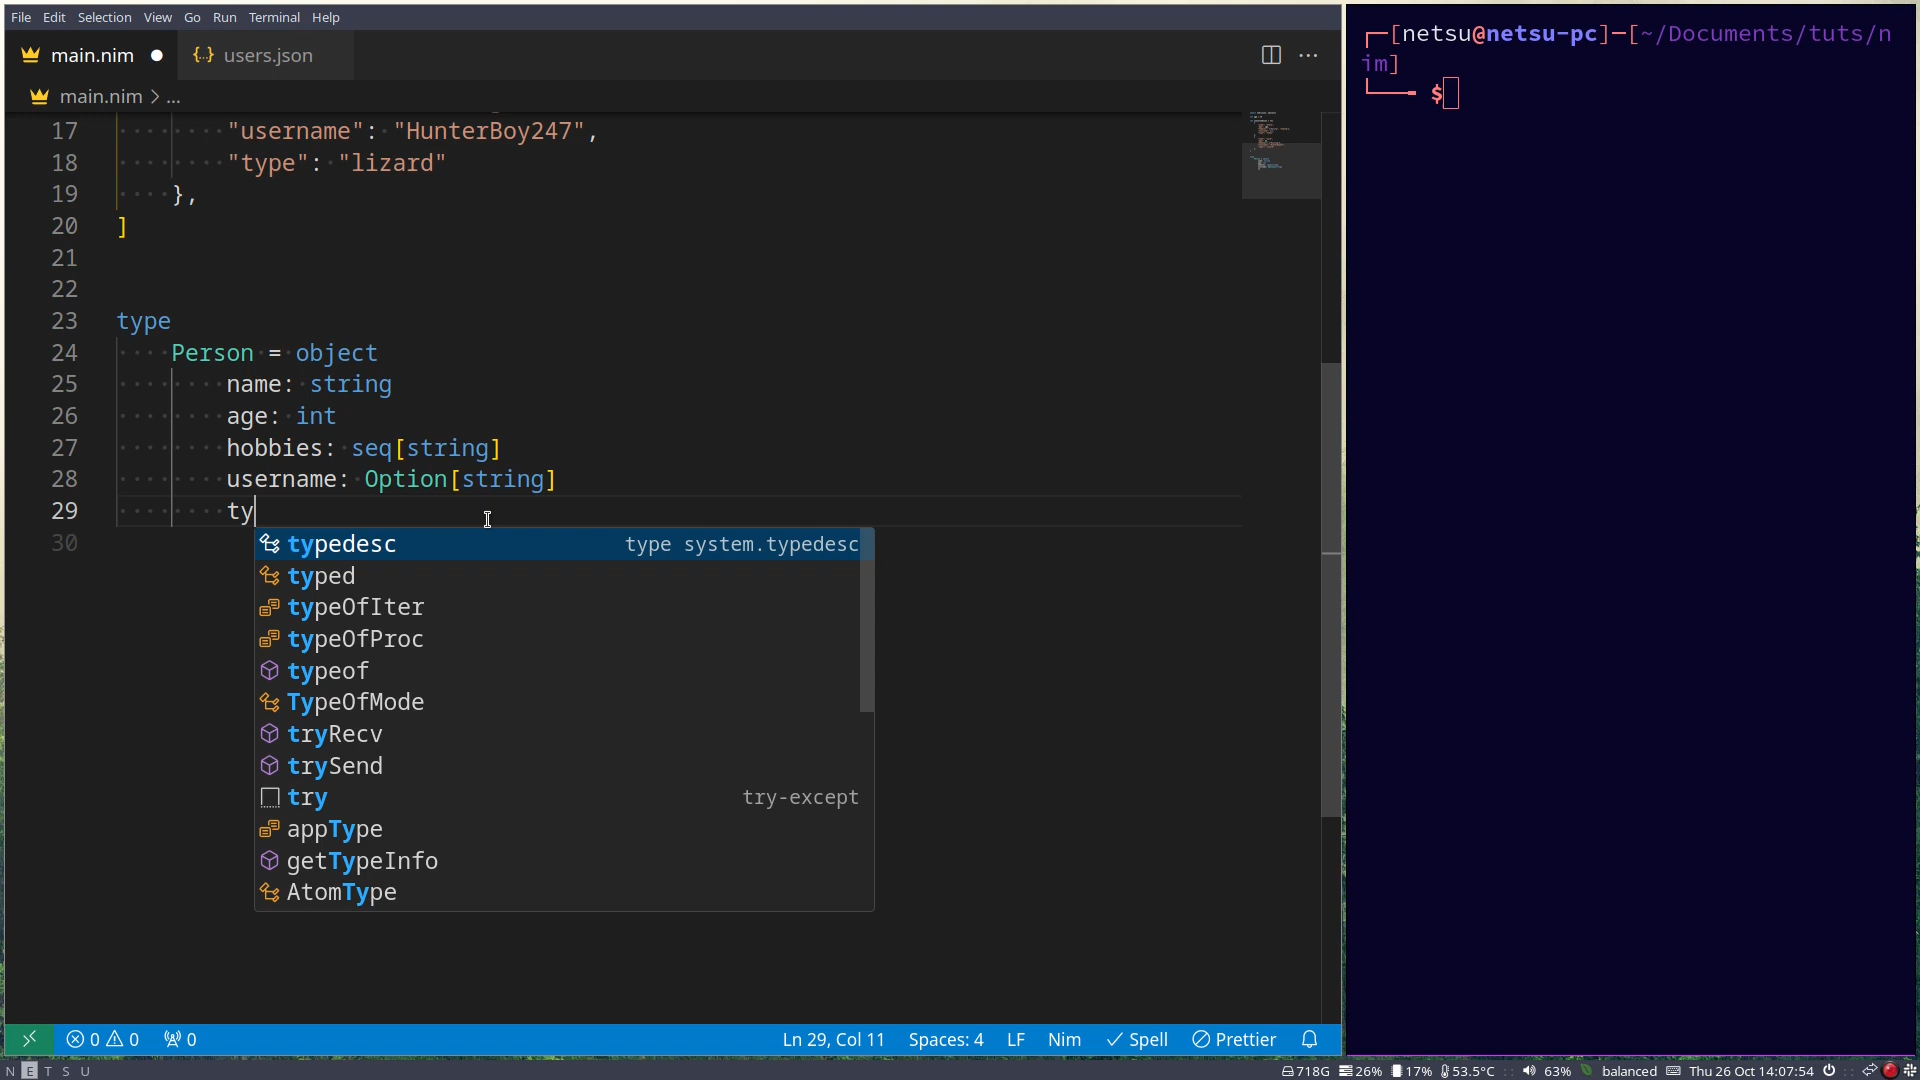 File Edit Selection View Go Run Terminal Help
main.nim users.json
main.nim > ...
17 "username": "HunterBoy247",
18 "type": "lizard"
19 },
20 ]
21
22
23 type
24 Person = object
25 name: string
26 age: int
27 hobbies: seq[string]
28 username: Option[string]
29 ty
30
typedesc type system.typedesc
typed
typeOfIter
typeOfProc
typeof
TypeOfMode
tryRecv
trySend
try try-except
appType
getTypeInfo
AtomType
0 0 0 Ln 29, Col 11 Spaces: 4 LF Nim Spell Prettier
[netsu@netsu-pc]-[~/Documents/tuts/n
im]
$
N E T S U 718G 26% 17% 53.5°C 63% balanced Thu 26 Oct 14:07:54